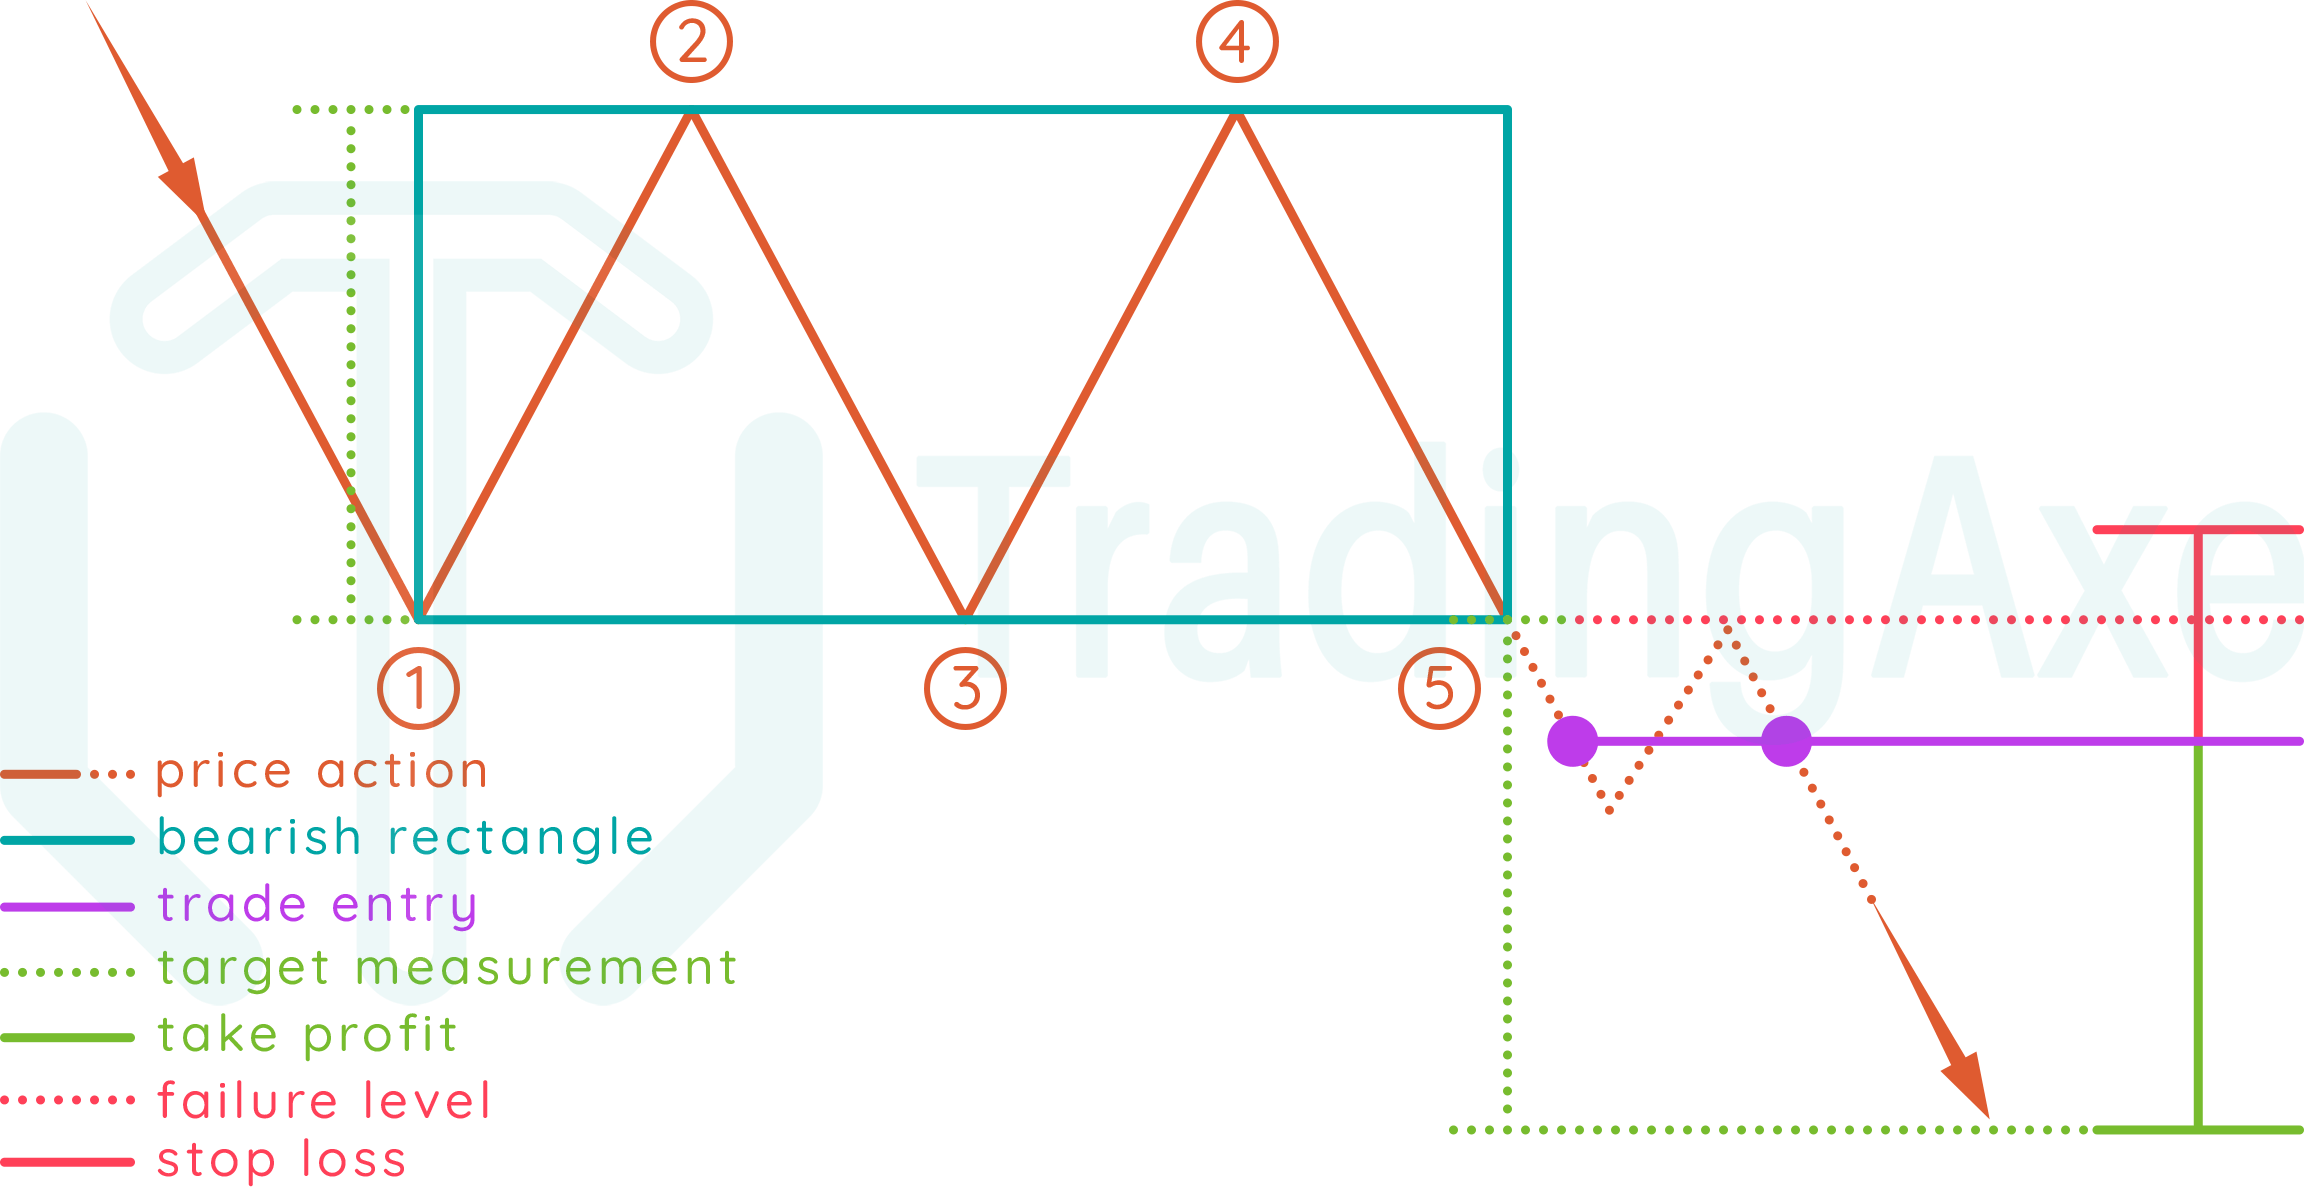 2
4
TradingAxe
1
3
5
price action
bearish rectangle
trade entry
target measurement
take profit
failure level
stop loss